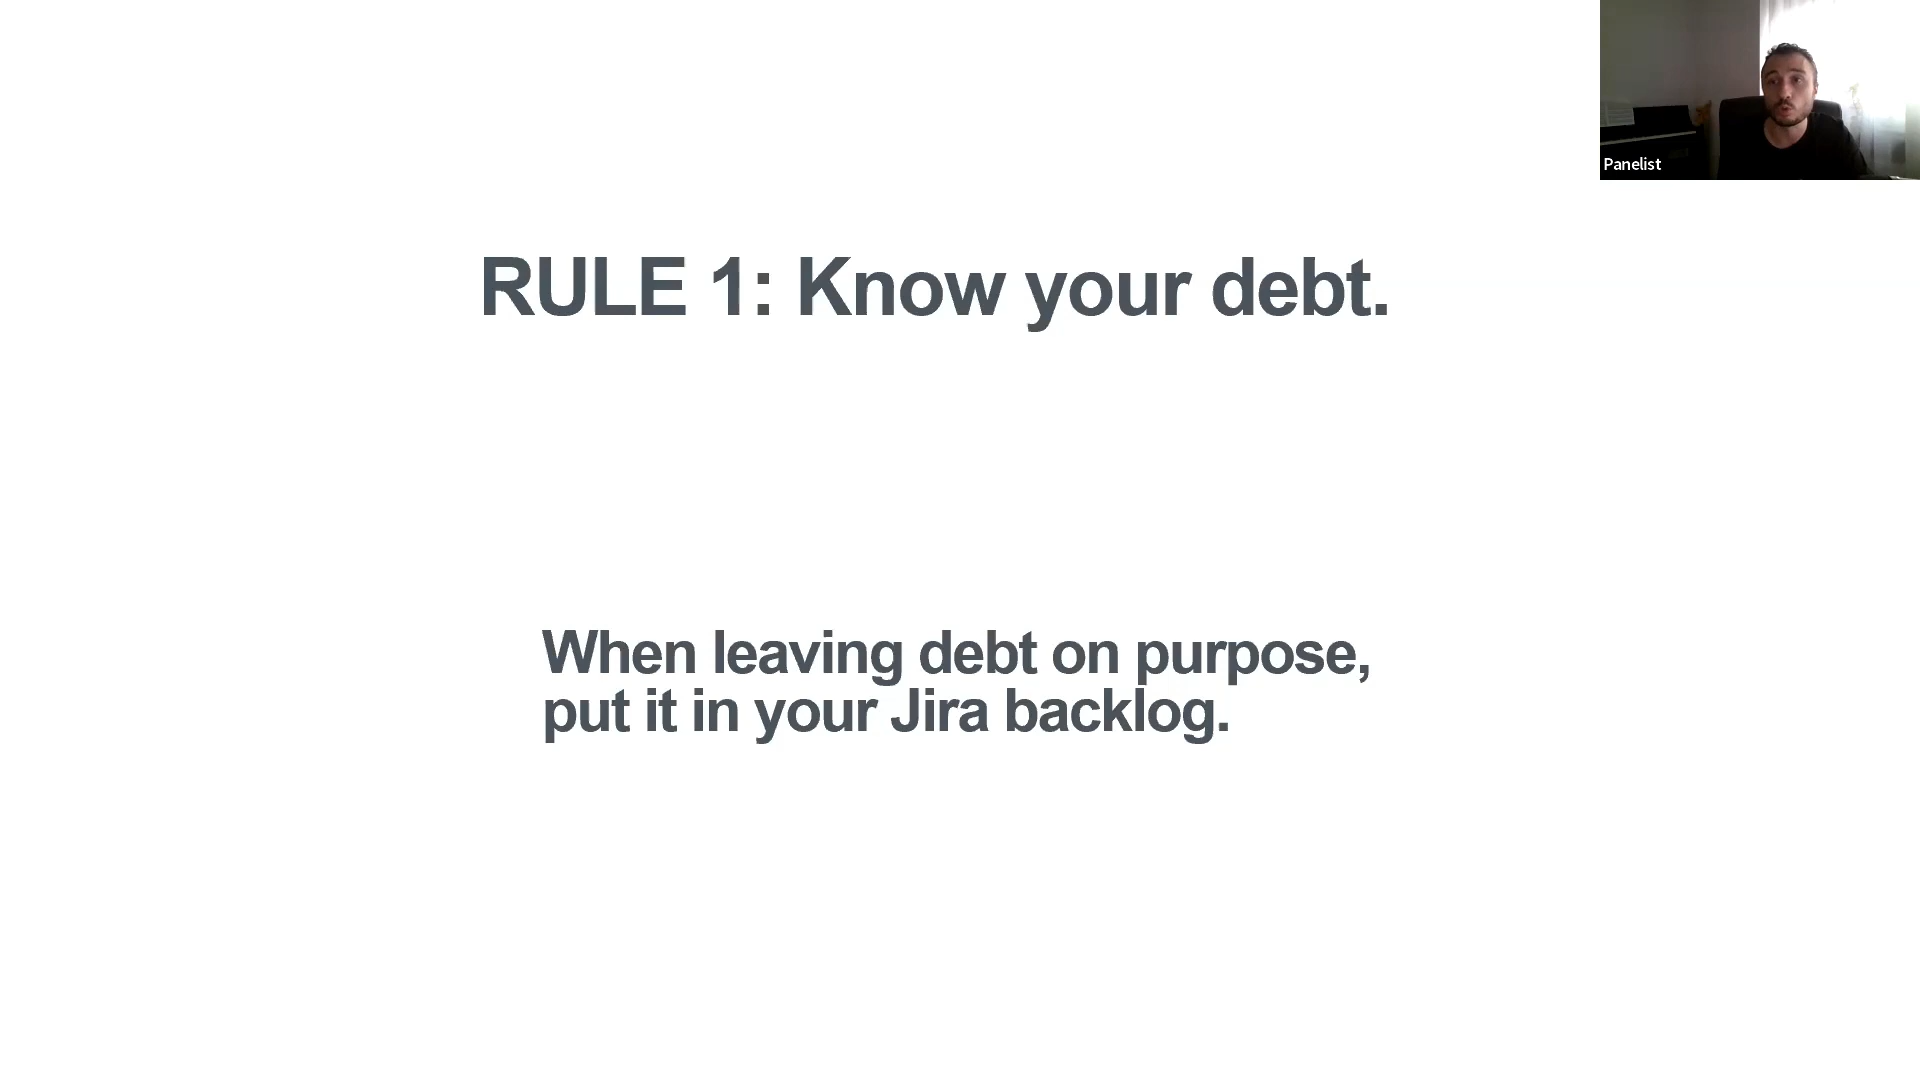 Panelist
RULE 1: Know your debt.
When leaving debt on purpose,
put it in your Jira backlog.